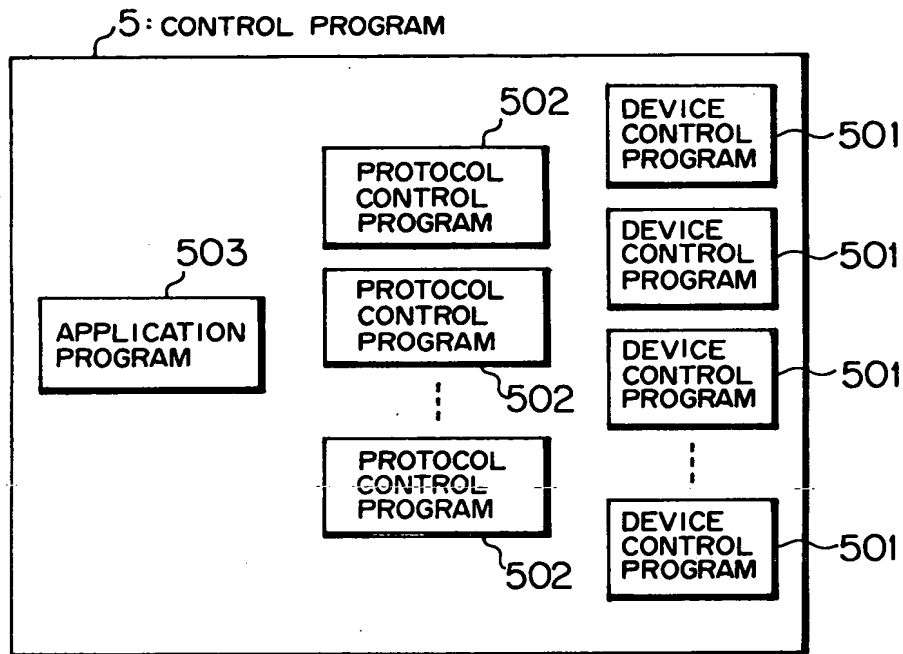 5: CONTROL PROGRAM
503
APPLICATION
PROGRAM
502
PROTOCOL
CONTROL
PROGRAM
PROTOCOL
CONTROL
PROGRAM
502
PROTOCOL
CONTROL
PROGRAM
502
DEVICE
CONTROL
PROGRAM
501
DEVICE
CONTROL
PROGRAM
501
DEVICE
CONTROL
PROGRAM
501
DEVICE
CONTROL
PROGRAM
501